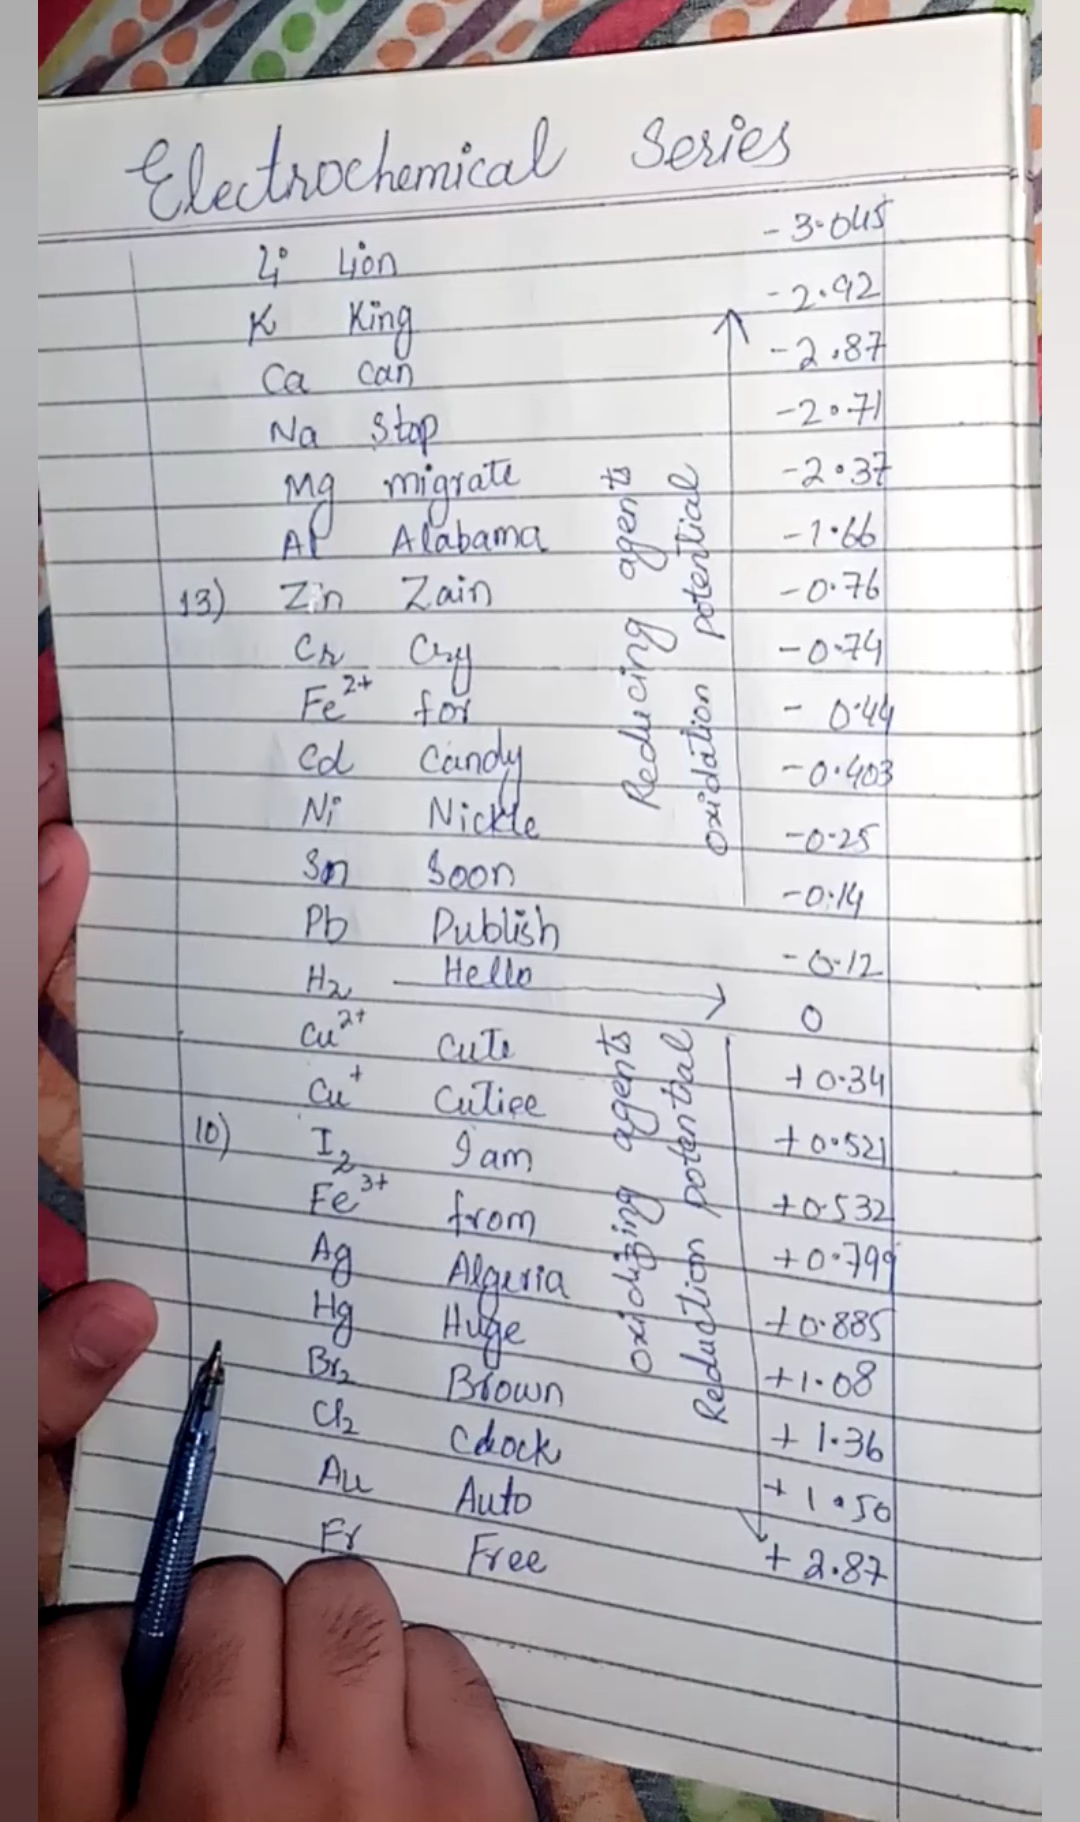 Electrochemical Series
Li Lion -3.045
K King -2.92
Ca Can -2.87
Na Stop -2.71
Mg migrate -2.37
Al Alabama -1.66
13) Zin Zain -0.76
Cr Cry -0.74
Fe²⁺ for - 0.44
Cd Candy -0.403
Ni Nickle -0.25
Sn Soon -0.14
Pb Publish -0.12
H₂ Hello → 0
Cu²⁺ Cute +0.34
Cu⁺ Cutiee +0.521
10) I₂ I am +0.532
Fe³⁺ from
Ag Algeria +0.799
Hg Huge +0.885
Br₂ Brown +1.08
Cl₂ Cclock + 1.36
Au Auto + 1.50
Fr Free + 2.87
Reducing agents
oxidation potential
oxidizing agents
Reduction potential